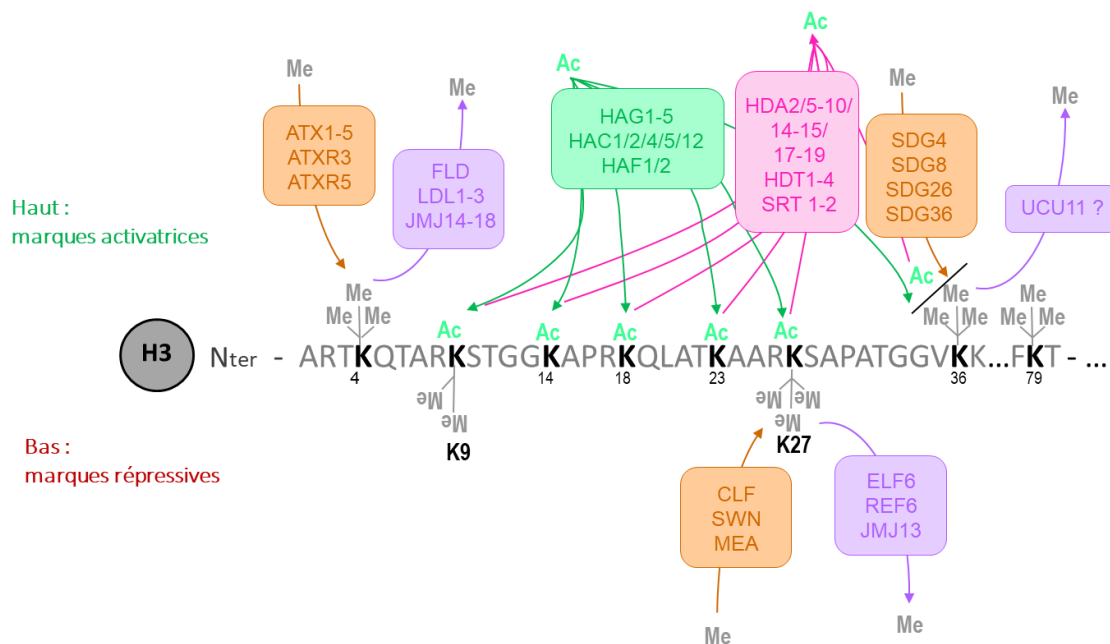 Ac
Ac
Me
Me
Me
Me
ATX1-5
ATXR3
ATXR5
FLD
LDL1-3
JMJ14-18
HAG1-5
HAC1/2/4/5/12
HAF1/2
HDA2/5-10/
14-15/
17-19
HDT1-4
SRT 1-2
SDG4
SDG8
SDG26
SDG36
UCU11 ?
Haut :
marques activatrices
Ac
Me
Me Me
Me
Me Me
Me
Me Me
Ac
Ac
Ac
Ac
Ac
H3
Nter - ARTKQTARKSTGGKAPRKQLATKAARKSAPATGGVKK...FKT- ...
4
14
18
23
36
79
Me
Me
K9
Me
Me
Me
K27
Bas :
marques répressives
CLF
SWN
MEA
ELF6
REF6
JMJ13
Me
Me